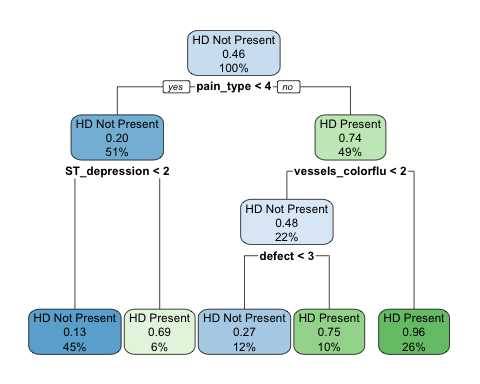 HD Not Present
0.46
100%
yes pain_type < 4 no
HD Not Present
0.20
51%
HD Present
0.74
49%
ST_depression < 2
vessels_colorflu < 2
HD Not Present
0.48
22%
defect < 3
HD Not Present
0.13
45%
HD Present
0.69
6%
HD Not Present
0.27
12%
HD Present
0.75
10%
HD Present
0.96
26%